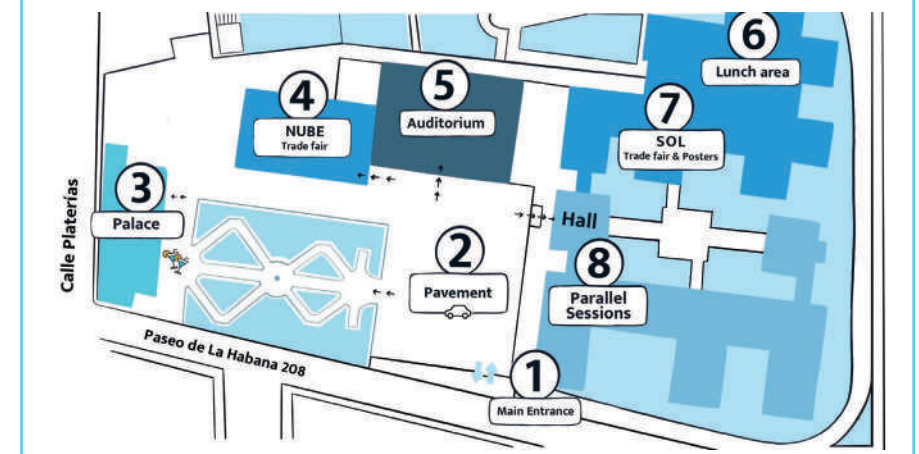 6
Lunch area
5
Auditorium
4
NUBE
Trade fair
7
SOL
Trade fair & Posters
3
Palace
Calle Platerías
Hall
2
Pavement
8
Parallel
Sessions
Paseo de La Habana 208
1
Main Entrance